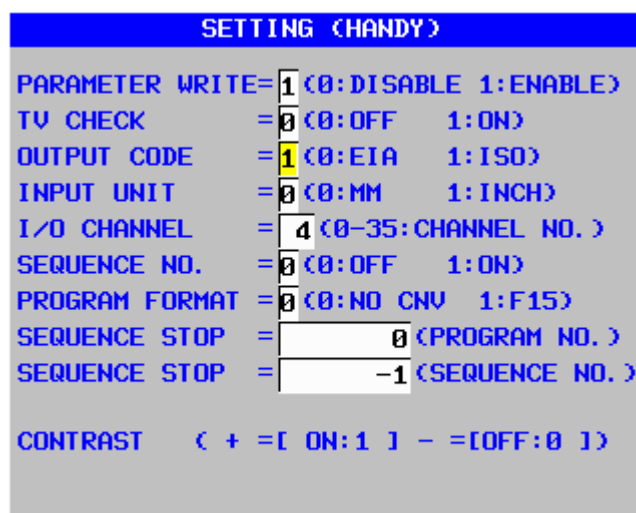 SETTING (HANDY)
PARAMETER WRITE= 1 (0:DISABLE 1:ENABLE)
TV CHECK = 0 (0:OFF 1:ON)
OUTPUT CODE = 1 (0:EIA 1:ISO)
INPUT UNIT = 0 (0:MM 1:INCH)
I/O CHANNEL = 4 (0-35:CHANNEL NO.)
SEQUENCE NO. = 0 (0:OFF 1:ON)
PROGRAM FORMAT = 0 (0:NO CNV 1:F15)
SEQUENCE STOP = 0 (PROGRAM NO.)
SEQUENCE STOP = -1 (SEQUENCE NO.)
CONTRAST ( + =[ ON:1 ] - =[OFF:0 ])